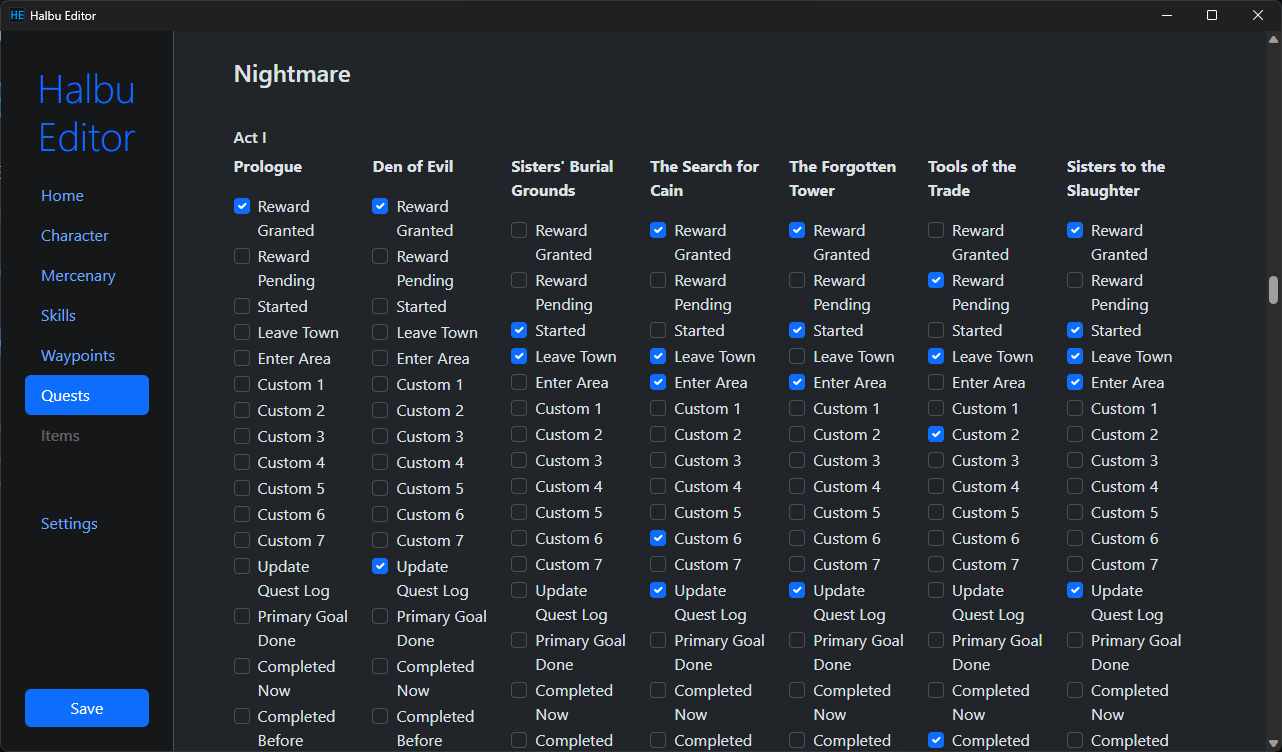 HE Halbu Editor
Halbu
Editor
Home
Character
Mercenary
Skills
Waypoints
Quests
Items
Settings
Save
Nightmare
Act I
Prologue
Reward
Granted
Reward
Pending
Started
Leave Town
Enter Area
Custom 1
Custom 2
Custom 3
Custom 4
Custom 5
Custom 6
Custom 7
Update
Quest Log
Primary Goal
Done
Completed
Now
Completed
Before
Den of Evil
Reward
Granted
Reward
Pending
Started
Leave Town
Enter Area
Custom 1
Custom 2
Custom 3
Custom 4
Custom 5
Custom 6
Custom 7
Update
Quest Log
Primary Goal
Done
Completed
Now
Completed
Before
Sisters' Burial
Grounds
Reward
Granted
Reward
Pending
Started
Leave Town
Enter Area
Custom 1
Custom 2
Custom 3
Custom 4
Custom 5
Custom 6
Custom 7
Update
Quest Log
Primary Goal
Done
Completed
Now
Completed
The Search for
Cain
Reward
Granted
Reward
Pending
Started
Leave Town
Enter Area
Custom 1
Custom 2
Custom 3
Custom 4
Custom 5
Custom 6
Custom 7
Update
Quest Log
Primary Goal
Done
Completed
Now
Completed
The Forgotten
Tower
Reward
Granted
Reward
Pending
Started
Leave Town
Enter Area
Custom 1
Custom 2
Custom 3
Custom 4
Custom 5
Custom 6
Custom 7
Update
Quest Log
Primary Goal
Done
Completed
Now
Completed
Tools of the
Trade
Reward
Granted
Reward
Pending
Started
Leave Town
Enter Area
Custom 1
Custom 2
Custom 3
Custom 4
Custom 5
Custom 6
Custom 7
Update
Quest Log
Primary Goal
Done
Completed
Now
Completed
Sisters to the
Slaughter
Reward
Granted
Reward
Pending
Started
Leave Town
Enter Area
Custom 1
Custom 2
Custom 3
Custom 4
Custom 5
Custom 6
Custom 7
Update
Quest Log
Primary Goal
Done
Completed
Now
Completed